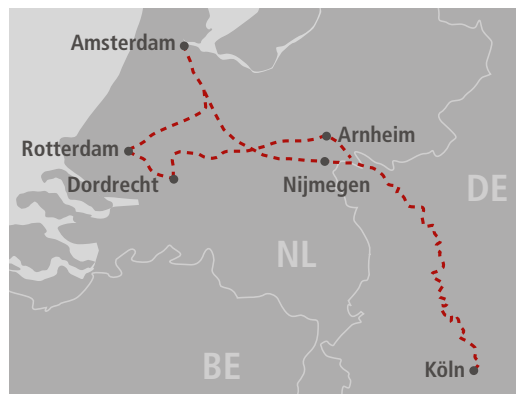 Amsterdam
Arnheim
Rotterdam
Dordrecht
Nijmegen
DE
NL
BE
Köln